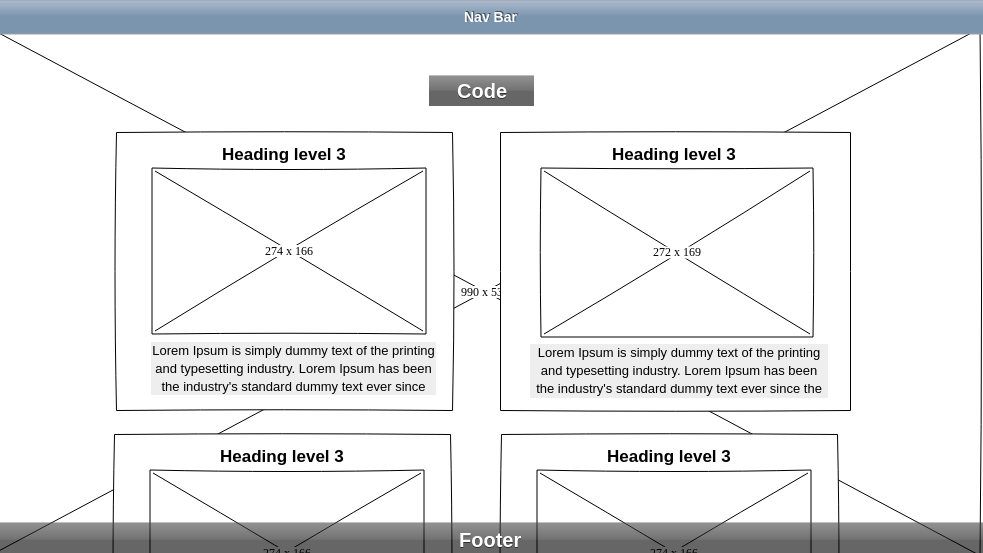 Nav Bar
Code
Heading level 3
274 x 166
Lorem Ipsum is simply dummy text of the printing
and typesetting industry. Lorem Ipsum has been
the industry's standard dummy text ever since
Heading level 3
272 x 169
Lorem Ipsum is simply dummy text of the printing
and typesetting industry. Lorem Ipsum has been
the industry's standard dummy text ever since the
990 x 53
Heading level 3
274 x 166
Heading level 3
274 x 166
Footer